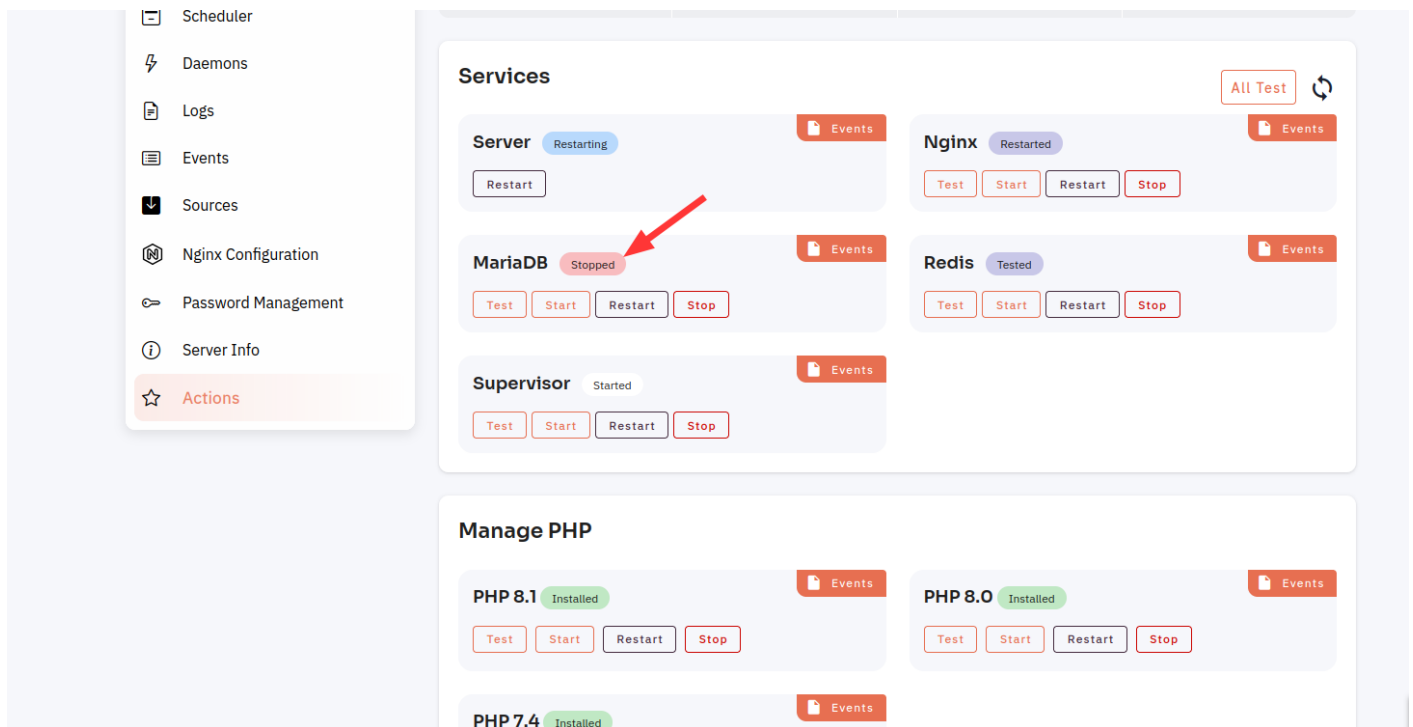 Scheduler
Daemons
Logs
Events
Sources
Nginx Configuration
Password Management
Server Info
Actions
Services
All Test
Server Restarting Events
Restart
Nginx Restarted Events
Test Start Restart Stop
MariaDB Stopped Events
Test Start Restart Stop
Redis Tested Events
Test Start Restart Stop
Supervisor Started Events
Test Start Restart Stop
Manage PHP
PHP 8.1 Installed Events
Test Start Restart Stop
PHP 8.0 Installed Events
Test Start Restart Stop
PHP 7.4 Installed Events